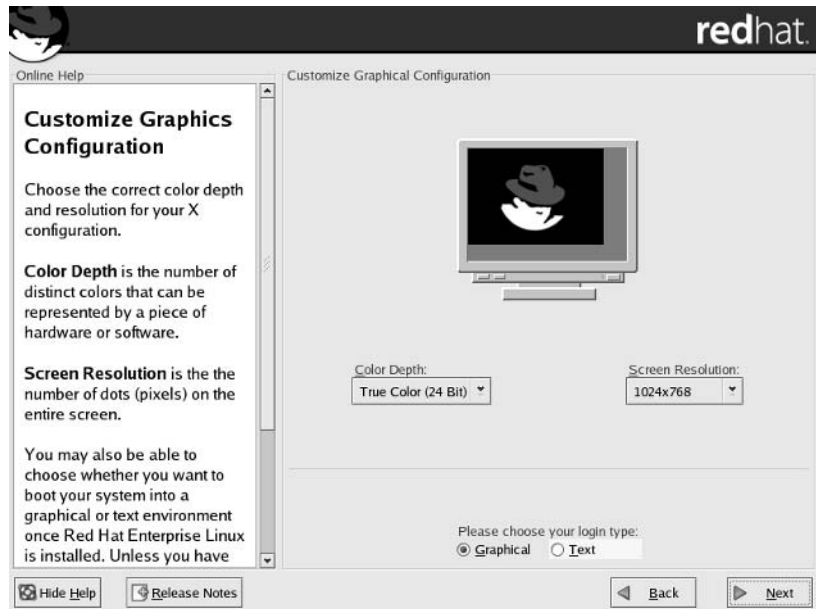 redhat.
Online Help
Customize Graphics
Configuration
Choose the correct color depth
and resolution for your X
configuration.
Color Depth is the number of
distinct colors that can be
represented by a piece of
hardware or software.
Screen Resolution is the the
number of dots (pixels) on the
entire screen.
You may also be able to
choose whether you want to
boot your system into a
graphical or text environment
once Red Hat Enterprise Linux
is installed. Unless you have
Customize Graphical Configuration
Color Depth:
True Color (24 Bit)
Screen Resolution:
1024x768
Please choose your login type:
Graphical
Text
Hide Help
Release Notes
Back
Next